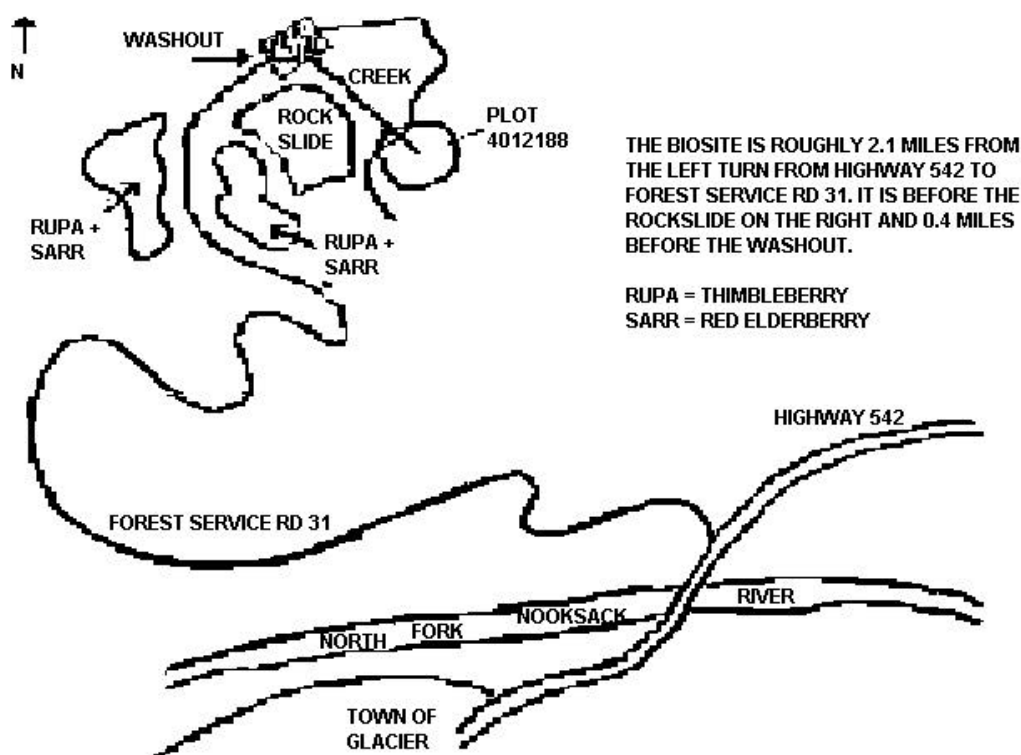 N
WASHOUT
CREEK
ROCK
SLIDE
PLOT
4012188
RUPA +
SARR
RUPA +
SARR
THE BIOSITE IS ROUGHLY 2.1 MILES FROM
THE LEFT TURN FROM HIGHWAY 542 TO
FOREST SERVICE RD 31. IT IS BEFORE THE
ROCKSLIDE ON THE RIGHT AND 0.4 MILES
BEFORE THE WASHOUT.
RUPA = THIMBLEBERRY
SARR = RED ELDERBERRY
HIGHWAY 542
FOREST SERVICE RD 31
NORTH FORK NOOKSACK RIVER
TOWN OF
GLACIER